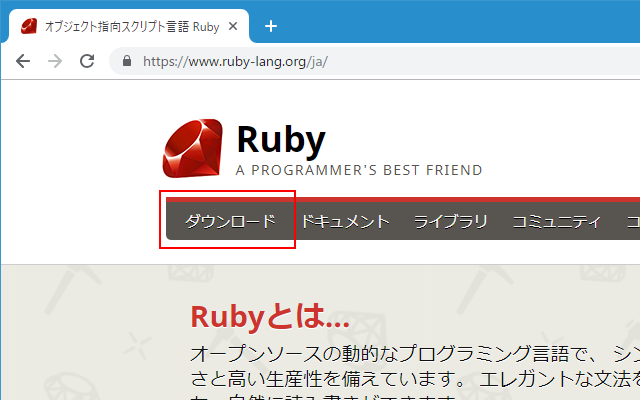 オブジェクト指向スクリプト言語 Ruby
https://www.ruby-lang.org/ja/
Ruby
A PROGRAMMER'S BEST FRIEND
ダウンロード ドキュメント ライブラリ コミュニティ コ
Rubyとは...
オープンソースの動的なプログラミング言語で、 シン
さと高い生産性を備えています。 エレガントな文法を